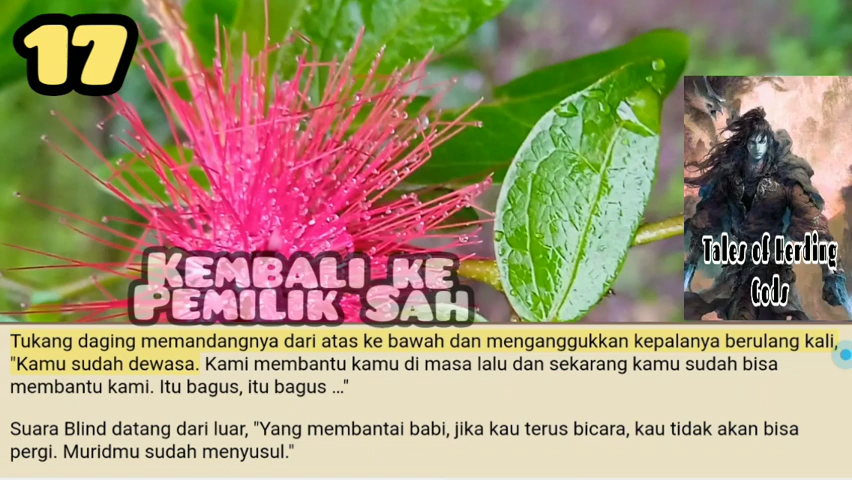 17
Tales of Herding
Gods
KEMBALI KE
PEMILIK SAH
Tukang daging memandangnya dari atas ke bawah dan menganggukkan kepalanya berulang kali,
"Kamu sudah dewasa. Kami membantu kamu di masa lalu dan sekarang kamu sudah bisa
membantu kami. Itu bagus, itu bagus ..."
Suara Blind datang dari luar, "Yang membantai babi, jika kau terus bicara, kau tidak akan bisa
pergi. Muridmu sudah menyusul."